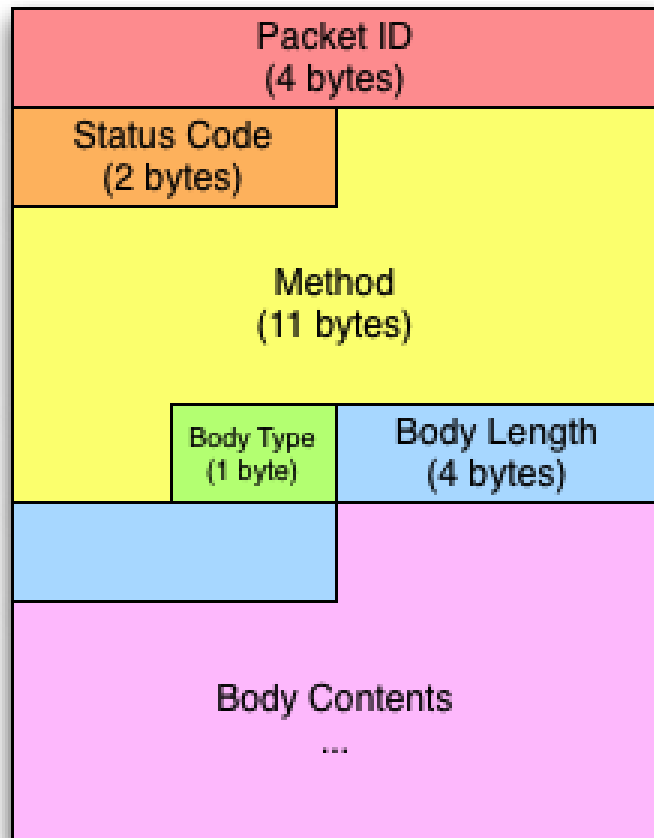 Packet ID
(4 bytes)
Status Code
(2 bytes)
Method
(11 bytes)
Body Type
(1 byte)
Body Length
(4 bytes)
Body Contents
...